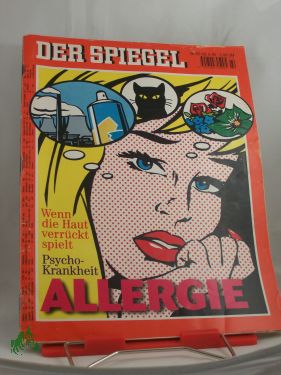 DER SPIEGEL
Wenn
die Haut
verrückt
spielt
Psycho-
Krankheit
ALLERGIE